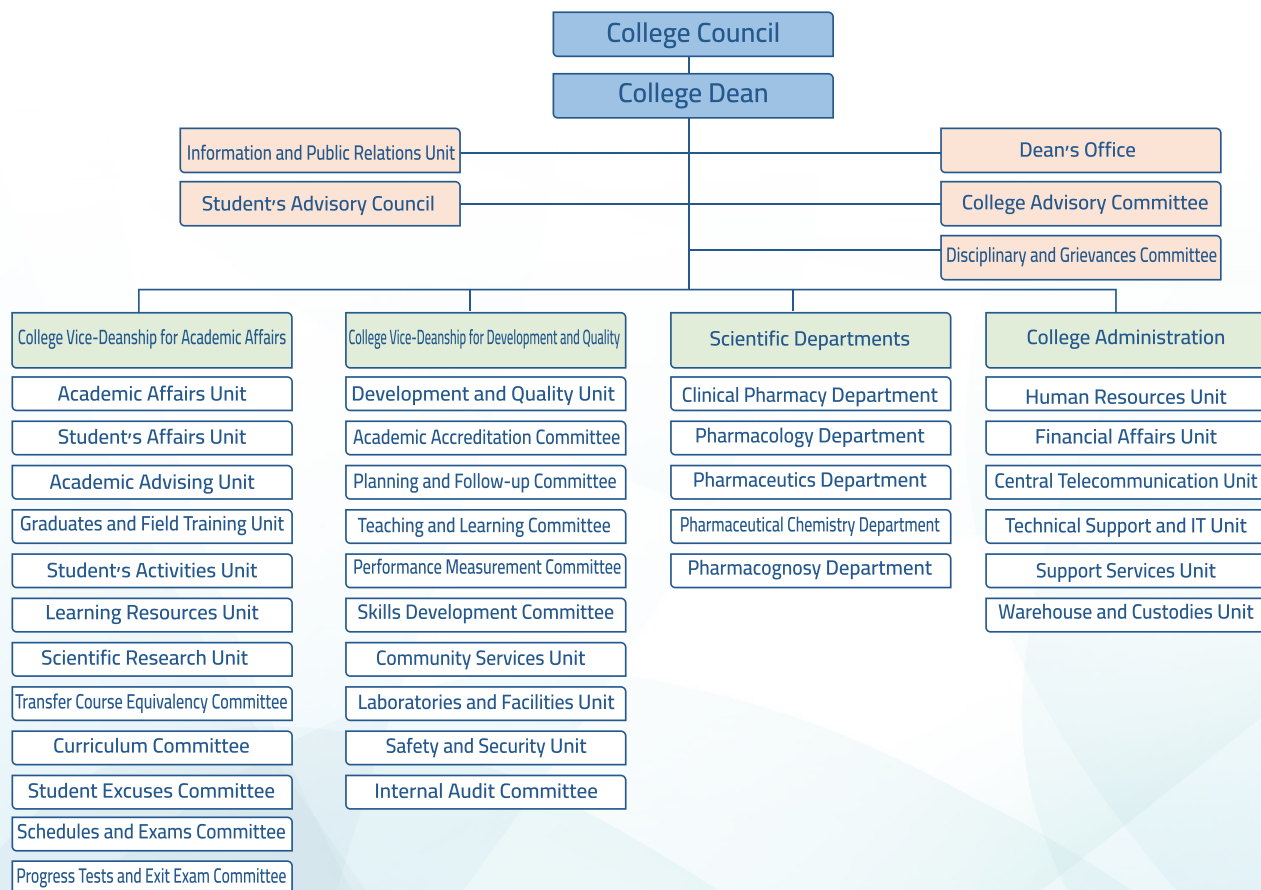 College Council
College Dean
Information and Public Relations Unit
Dean's Office
Student's Advisory Council
College Advisory Committee
Disciplinary and Grievances Committee
College Vice-Deanship for Academic Affairs
Academic Affairs Unit
Student's Affairs Unit
Academic Advising Unit
Graduates and Field Training Unit
Student's Activities Unit
Learning Resources Unit
Scientific Research Unit
Transfer Course Equivalency Committee
Curriculum Committee
Student Excuses Committee
Schedules and Exams Committee
Progress Tests and Exit Exam Committee
College Vice-Deanship for Development and Quality
Development and Quality Unit
Academic Accreditation Committee
Planning and Follow-up Committee
Teaching and Learning Committee
Performance Measurement Committee
Skills Development Committee
Community Services Unit
Laboratories and Facilities Unit
Safety and Security Unit
Internal Audit Committee
Scientific Departments
Clinical Pharmacy Department
Pharmacology Department
Pharmaceutics Department
Pharmaceutical Chemistry Department
Pharmacognosy Department
College Administration
Human Resources Unit
Financial Affairs Unit
Central Telecommunication Unit
Technical Support and IT Unit
Support Services Unit
Warehouse and Custodies Unit